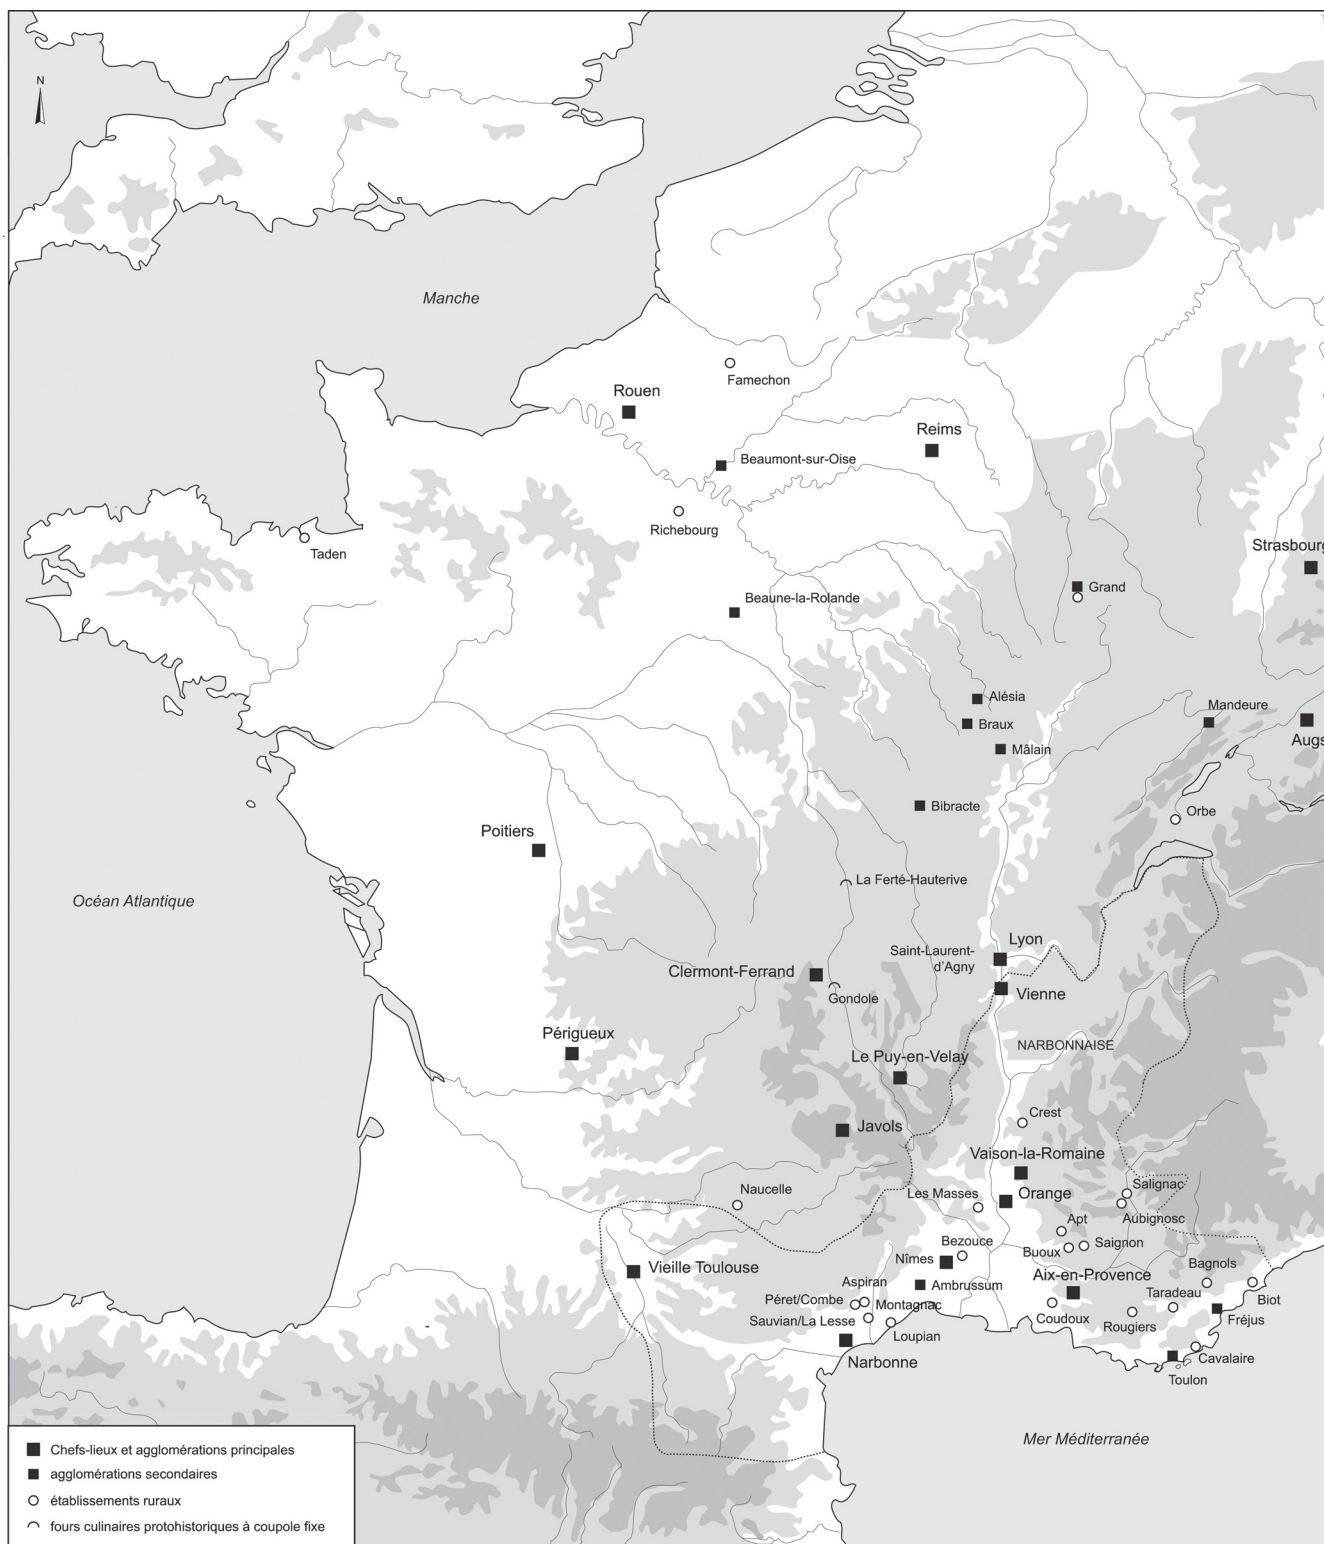 N
Manche
Famechon
Rouen
Reims
Beaumont-sur-Oise
Richebourg
Strasbourg
Taden
Grand
Beaune-la-Rolande
Alésia
Mandeure
Braux
Augs
Mâlain
Bibracte
Orbe
Poitiers
La Ferté-Hauterive
Océan Atlantique
Lyon
Saint-Laurent-
d'Agny
Clermont-Ferrand
Vienne
Gondole
Périgueux
NARBONNAISE
Le Puy-en-Velay
Crest
Javols
Vaison-la-Romaine
Naucelle
Salignac
Les Masses
Orange
Aubignosc
Apt
Bezouce
Buoux
Saignon
Nîmes
Vieille Toulouse
Bagnols
Aix-en-Provence
Aspiran
Ambrussum
Taradeau
Biot
Péret/Combe
Montagnac
Coudoux
Rougiers
Fréjus
Sauvian/La Lesse
Loupian
Narbonne
Cavalaire
Toulon
Mer Méditerranée
Chefs-lieux et agglomérations principales
agglomérations secondaires
établissements ruraux
fours culinaires protohistoriques à coupole fixe